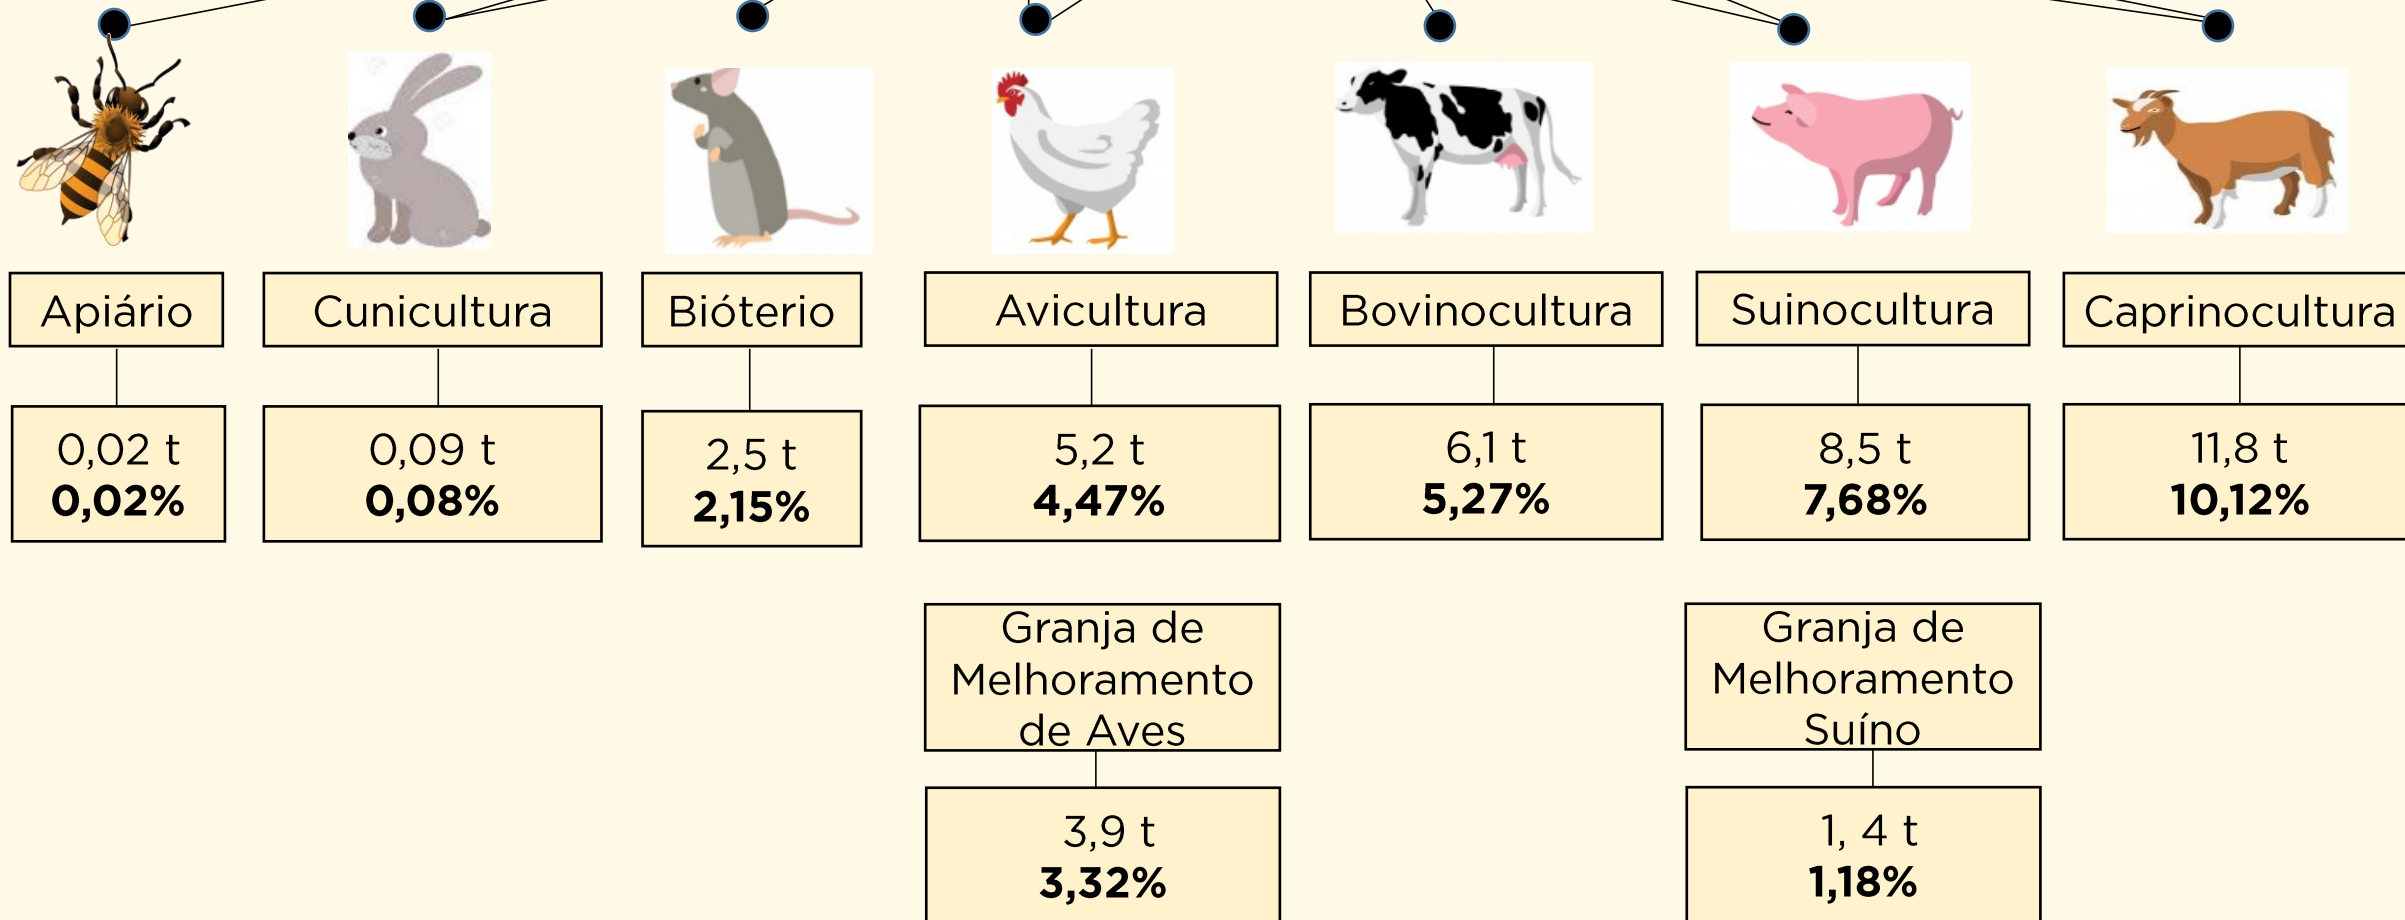 Apiário
Cunicultura
Bióterio
Avicultura
Bovinocultura
Suinocultura
Caprinocultura
0,02 t
0,02%
0,09 t
0,08%
2,5 t
2,15%
5,2 t
4,47%
6,1 t
5,27%
8,5 t
7,68%
11,8 t
10,12%
Granja de
Melhoramento
de Aves
3,9 t
3,32%
Granja de
Melhoramento
Suíno
1, 4 t
1,18%